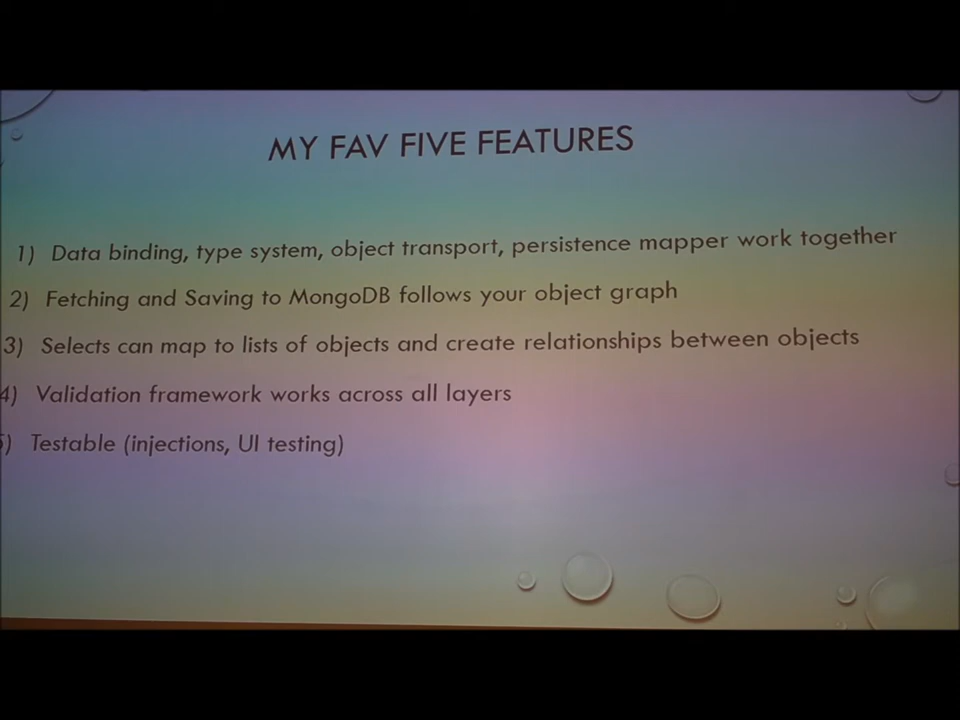 MY FAV FIVE FEATURES
1) Data binding, type system, object transport, persistence mapper work together
2) Fetching and Saving to MongoDB follows your object graph
3) Selects can map to lists of objects and create relationships between objects
4) Validation framework works across all layers
5) Testable (injections, UI testing)